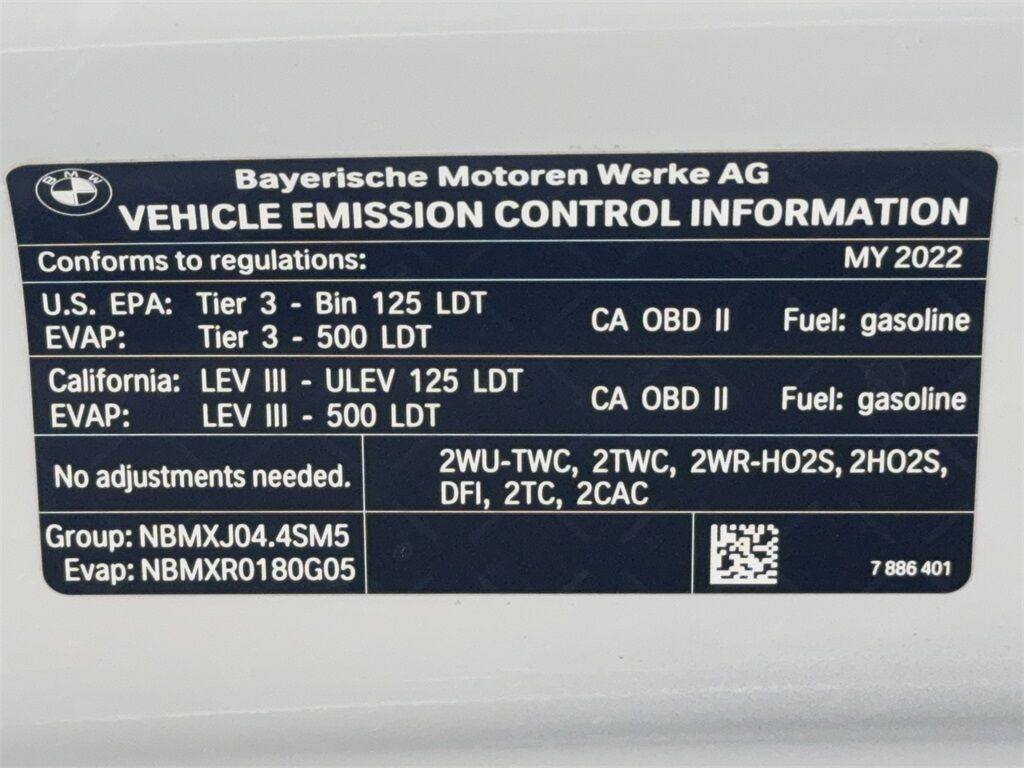 BMW
Bayerische Motoren Werke AG
VEHICLE EMISSION CONTROL INFORMATION
Conforms to regulations: MY 2022
U.S. EPA: Tier 3 - Bin 125 LDT
EVAP: Tier 3 - 500 LDT
CA OBD II Fuel: gasoline
California: LEV III - ULEV 125 LDT
EVAP: LEV III - 500 LDT
CA OBD II Fuel: gasoline
No adjustments needed.
2WU-TWC, 2TWC, 2WR-HO2S, 2HO2S,
DFI, 2TC, 2CAC
Group: NBMXJ04.4SM5
Evap: NBMXR0180G05
7 886 401